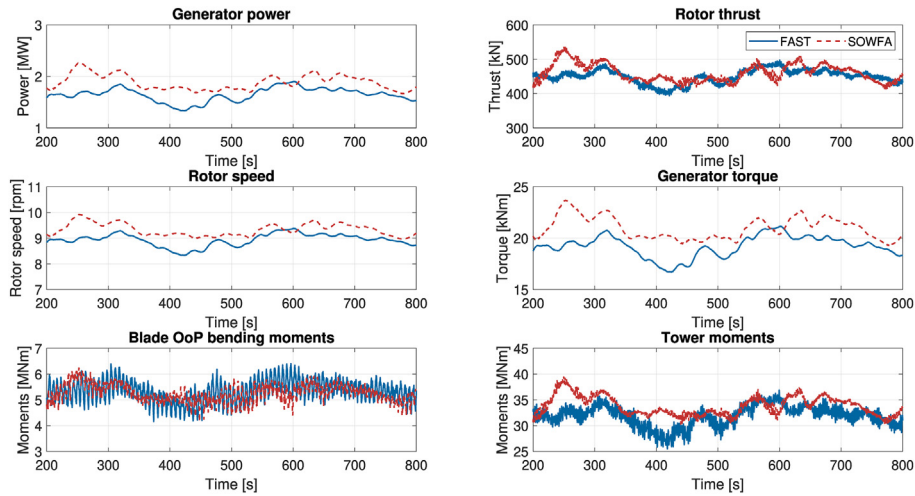 Generator power
Power [MW]
3
2
1
200 300 400 500 600 700 800
Time [s]
Rotor thrust
Thrust [kN]
600
500
400
300
FAST SOWFA
200 300 400 500 600 700 800
Time [s]
Rotor speed
Rotor speed [rpm]
11
10
9
8
7
200 300 400 500 600 700 800
Time [s]
Generator torque
Torque [kNm]
25
20
15
200 300 400 500 600 700 800
Time [s]
Blade OoP bending moments
Moments [MNm]
7
6
5
4
3
200 300 400 500 600 700 800
Time [s]
Tower moments
Moments [MNm]
45
40
35
30
25
200 300 400 500 600 700 800
Time [s]